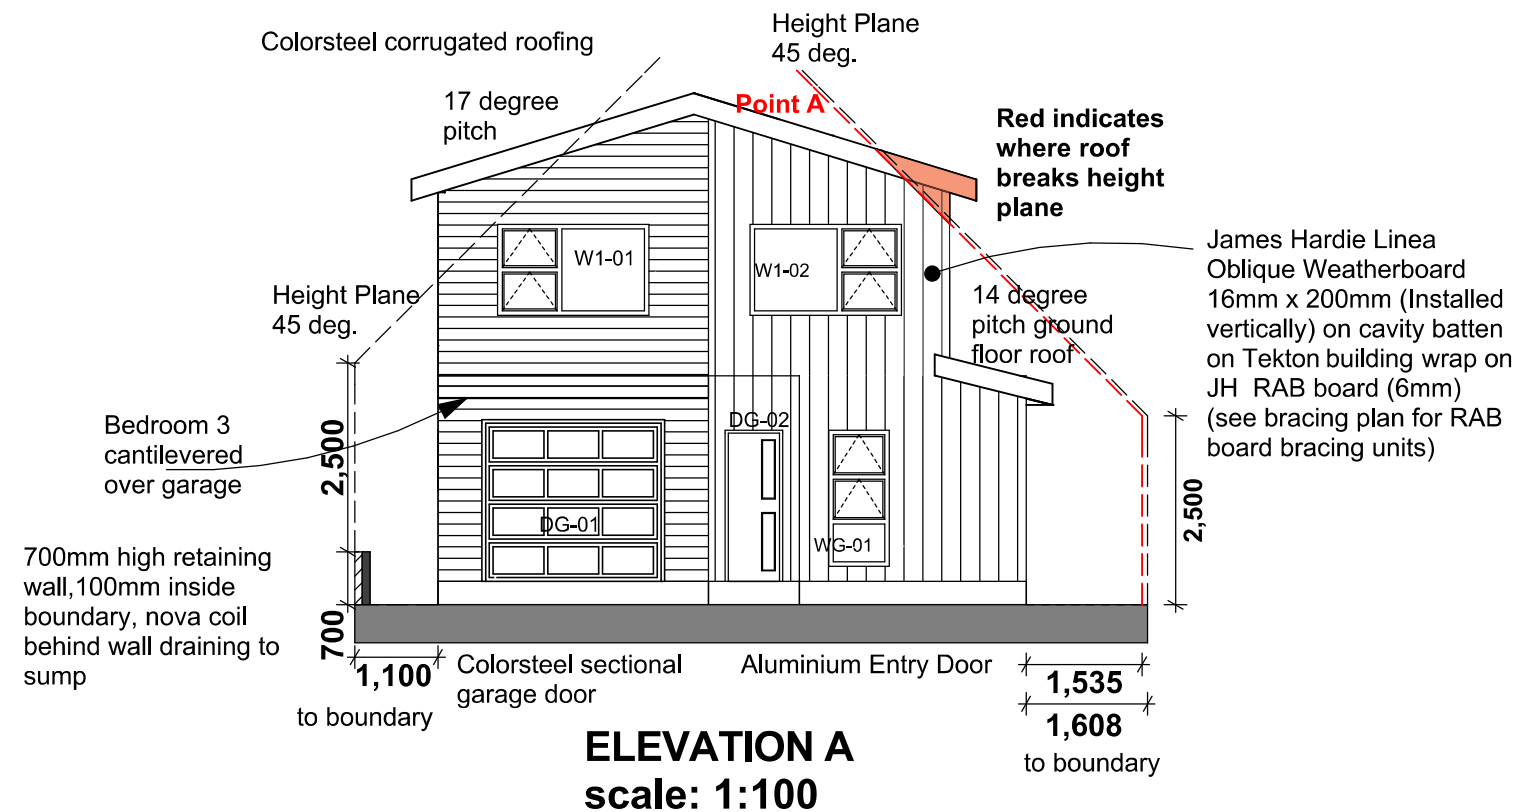 Colorsteel corrugated roofing
Height Plane
45 deg.
17 degree
pitch
Point A
Red indicates
where roof
breaks height
plane
W1-01
W1-02
James Hardie Linea
Oblique Weatherboard
16mm x 200mm (Installed
vertically) on cavity batten
on Tekton building wrap on
JH RAB board (6mm)
(see bracing plan for RAB
board bracing units)
Height Plane
45 deg.
14 degree
pitch ground
floor roof
Bedroom 3
cantilevered
over garage
2,500
DG-02
DG-01
WG-01
2,500
700mm high retaining
wall,100mm inside
boundary, nova coil
behind wall draining to
sump
700
1,100
to boundary
Colorsteel sectional
garage door
Aluminium Entry Door
1,535
1,608
to boundary
ELEVATION A
scale: 1:100